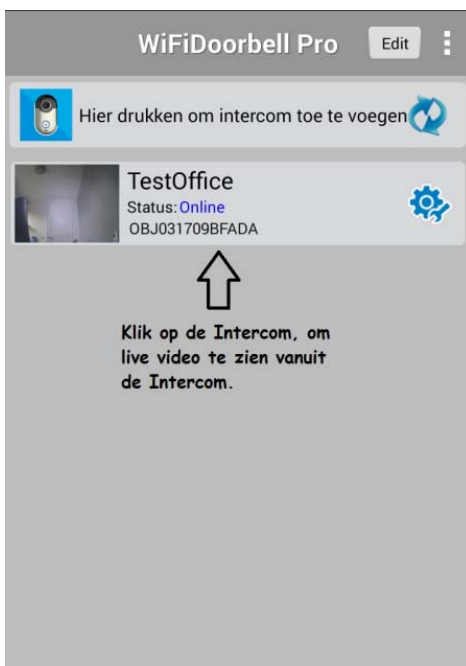 WiFiDoorbell Pro Edit
Hier drukken om intercom toe te voegen
TestOffice
Status:Online
OBJ031709BFADA
Klik op de Intercom, om
live video te zien vanuit
de Intercom.